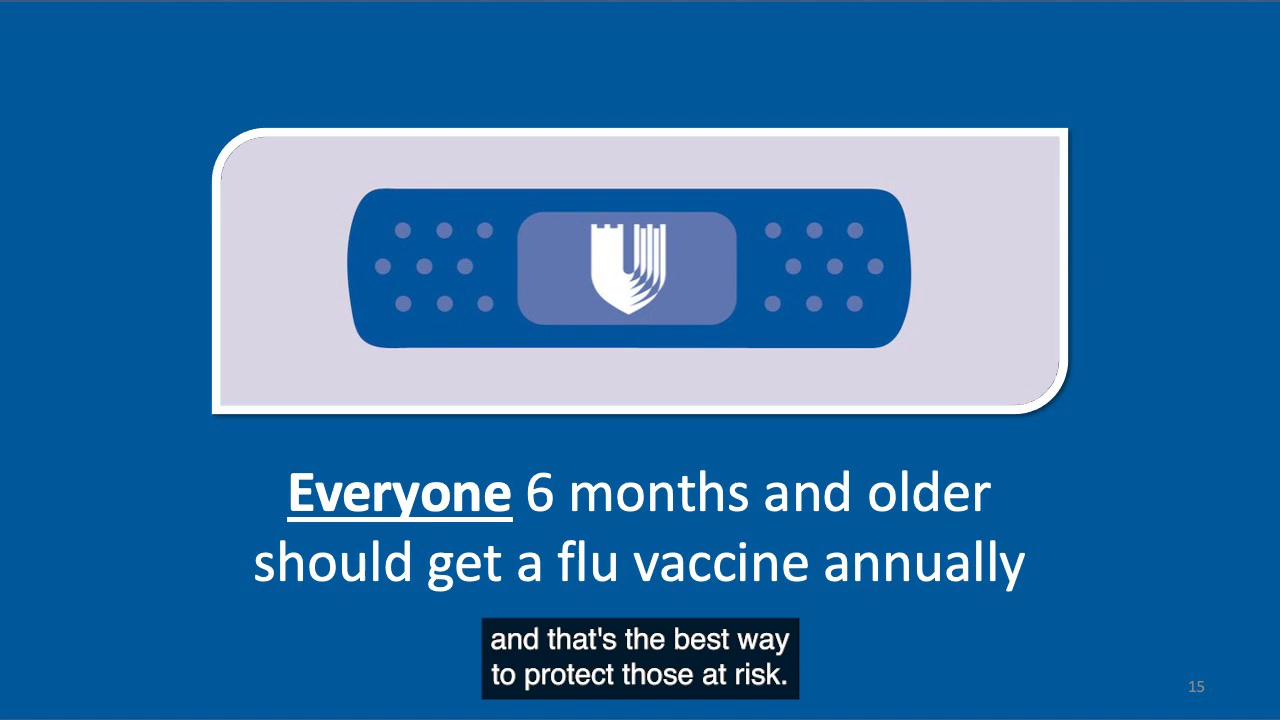 Everyone 6 months and older
should get a flu vaccine annually
and that's the best way
to protect those at risk.
15